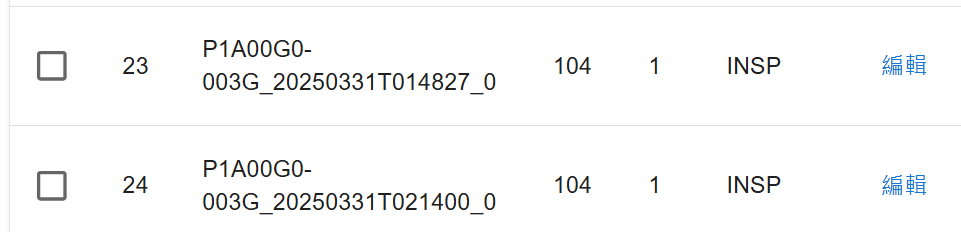 23 P1A00G0-003G_20250331T014827_0 104 1 INSP 編輯
24 P1A00G0-003G_20250331T021400_0 104 1 INSP 編輯